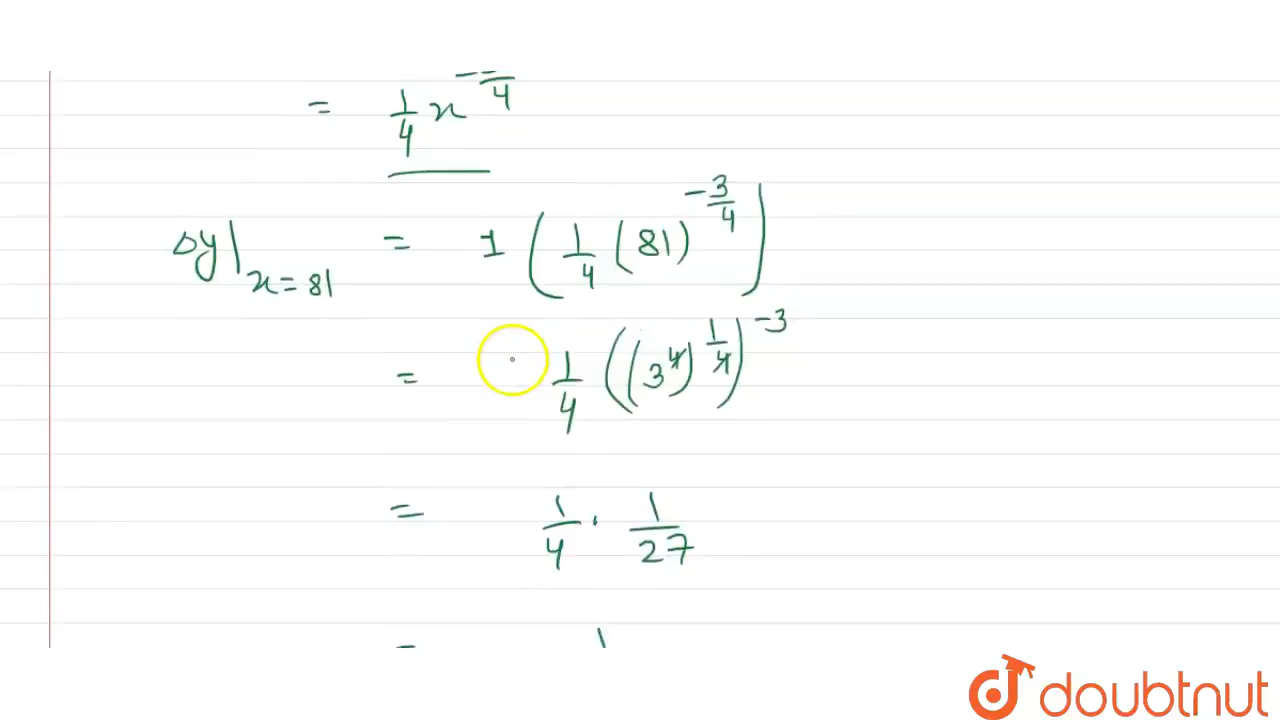 = 1/4 x^-3/4
Δy|x=81 = 1 (1/4 (81)^-3/4)
= 1/4 ((3^4)^1/4)^-3
= 1/4 · 1/27
= 1
doubtnut